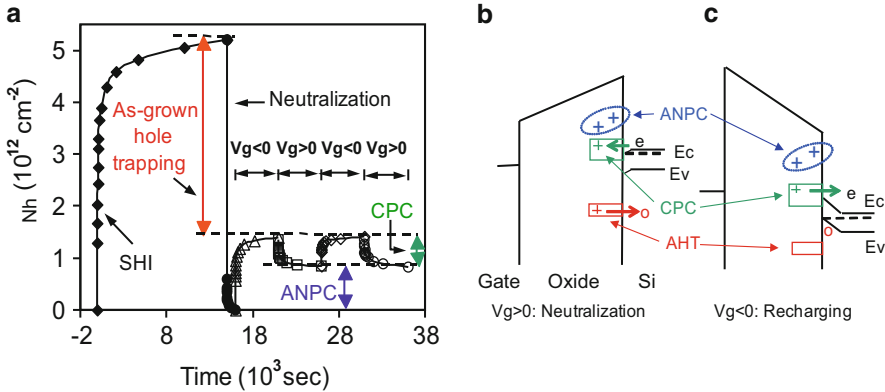 a
Nh (10¹² cm⁻²)
5
4
3
2
1
0
-2
8
18
28
38
Time (10³ sec)
As-grown
hole
trapping
Neutralization
Vg<0 Vg>0 Vg<0 Vg>0
CPC
SHI
ANPC
b
+ +
+
e
Ec
Ev
+
o
Gate
Oxide
Si
Vg>0: Neutralization
ANPC
CPC
AHT
c
+ +
+
e
Ec
o
Ev
Vg<0: Recharging